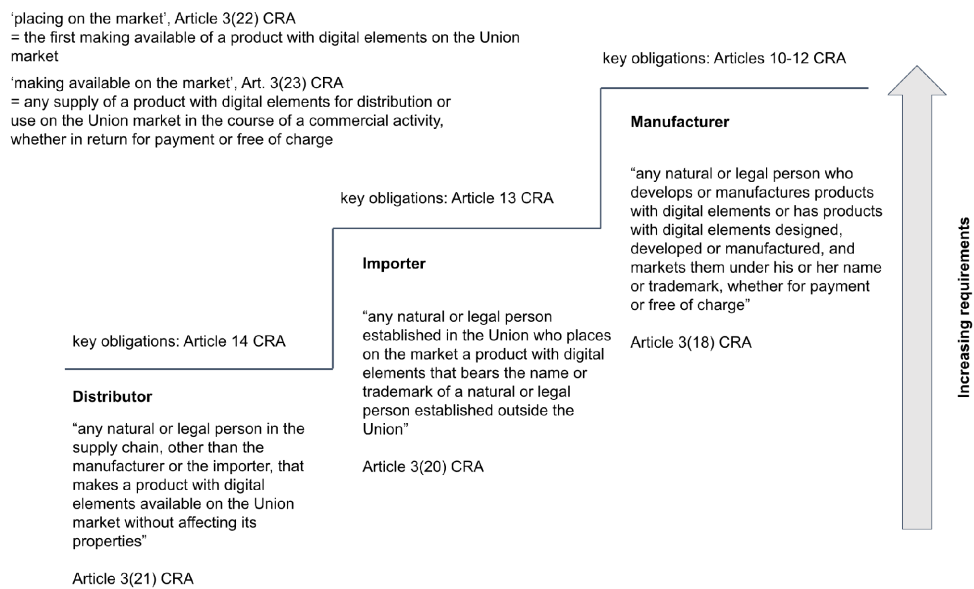 ‘placing on the market’, Article 3(22) CRA
= the first making available of a product with digital elements on the Union
market
‘making available on the market’, Art. 3(23) CRA
= any supply of a product with digital elements for distribution or
use on the Union market in the course of a commercial activity,
whether in return for payment or free of charge
key obligations: Articles 10-12 CRA
Manufacturer
“any natural or legal person who
develops or manufactures products
with digital elements or has products
with digital elements designed,
developed or manufactured, and
markets them under his or her name
or trademark, whether for payment
or free of charge”
Article 3(18) CRA
key obligations: Article 13 CRA
Importer
“any natural or legal person
established in the Union who places
on the market a product with digital
elements that bears the name or
trademark of a natural or legal
person established outside the
Union”
Article 3(20) CRA
key obligations: Article 14 CRA
Distributor
“any natural or legal person in the
supply chain, other than the
manufacturer or the importer, that
makes a product with digital
elements available on the Union
market without affecting its
properties”
Article 3(21) CRA
Increasing requirements